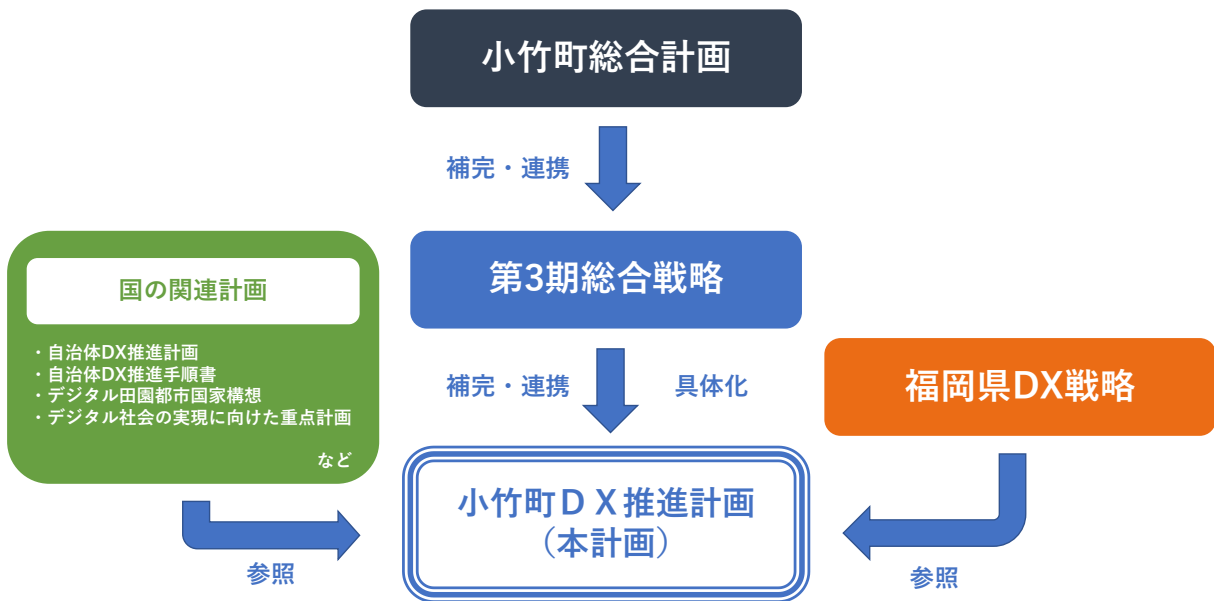 小竹町総合計画
補完・連携
第3期総合戦略
国の関連計画
・自治体DX推進計画
・自治体DX推進手順書
・デジタル田園都市国家構想
・デジタル社会の実現に向けた重点計画
など
補完・連携
具体化
福岡県DX戦略
小竹町ＤＸ推進計画
（本計画）
参照
参照